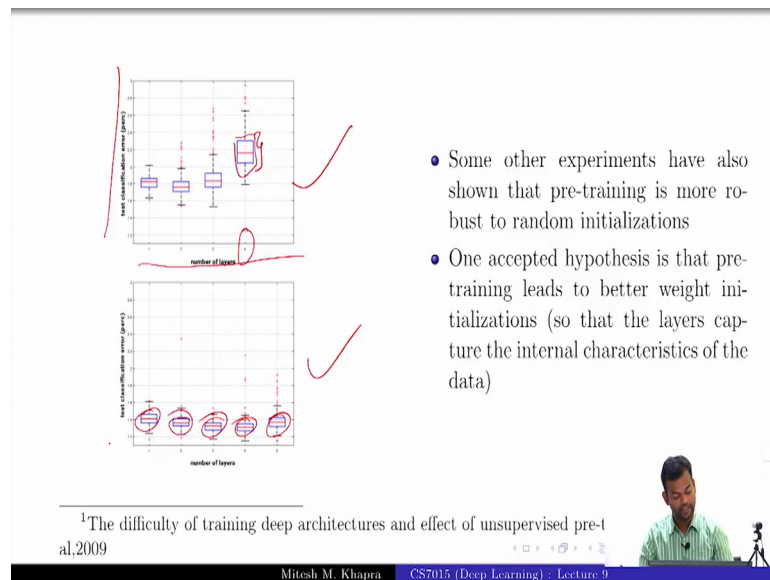 test classification error (perc)
number of layers
test classification error (perc)
number of layers
Some other experiments have also
shown that pre-training is more ro-
bust to random initializations
One accepted hypothesis is that pre-
training leads to better weight ini-
tializations (so that the layers cap-
ture the internal characteristics of the
data)
1The difficulty of training deep architectures and effect of unsupervised pre-t
al,2009
Mitesh M. Khapra CS7015 (Deep Learning) : Lecture 9